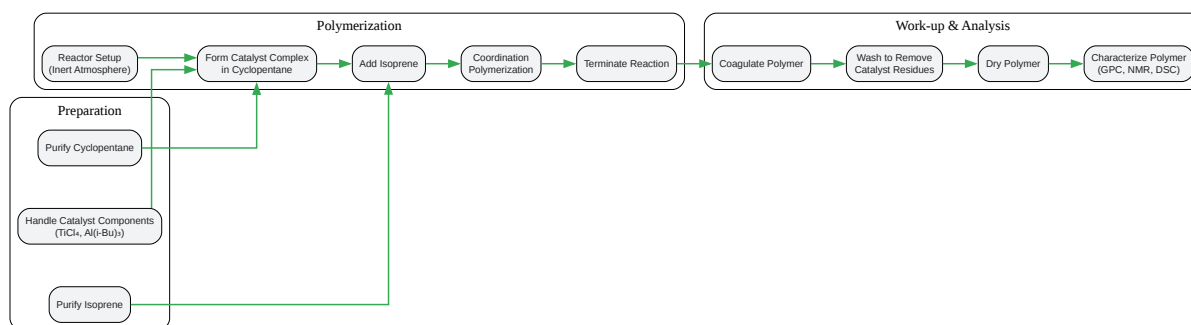 Polymerization
Work-up & Analysis
Reactor Setup
(Inert Atmosphere)
Form Catalyst Complex
in Cyclopentane
Add Isoprene
Coordination
Polymerization
Terminate Reaction
Coagulate Polymer
Wash to Remove
Catalyst Residues
Dry Polymer
Characterize Polymer
(GPC, NMR, DSC)
Preparation
Purify Cyclopentane
Handle Catalyst Components
(TiCl₄, Al(i-Bu)₃)
Purify Isoprene